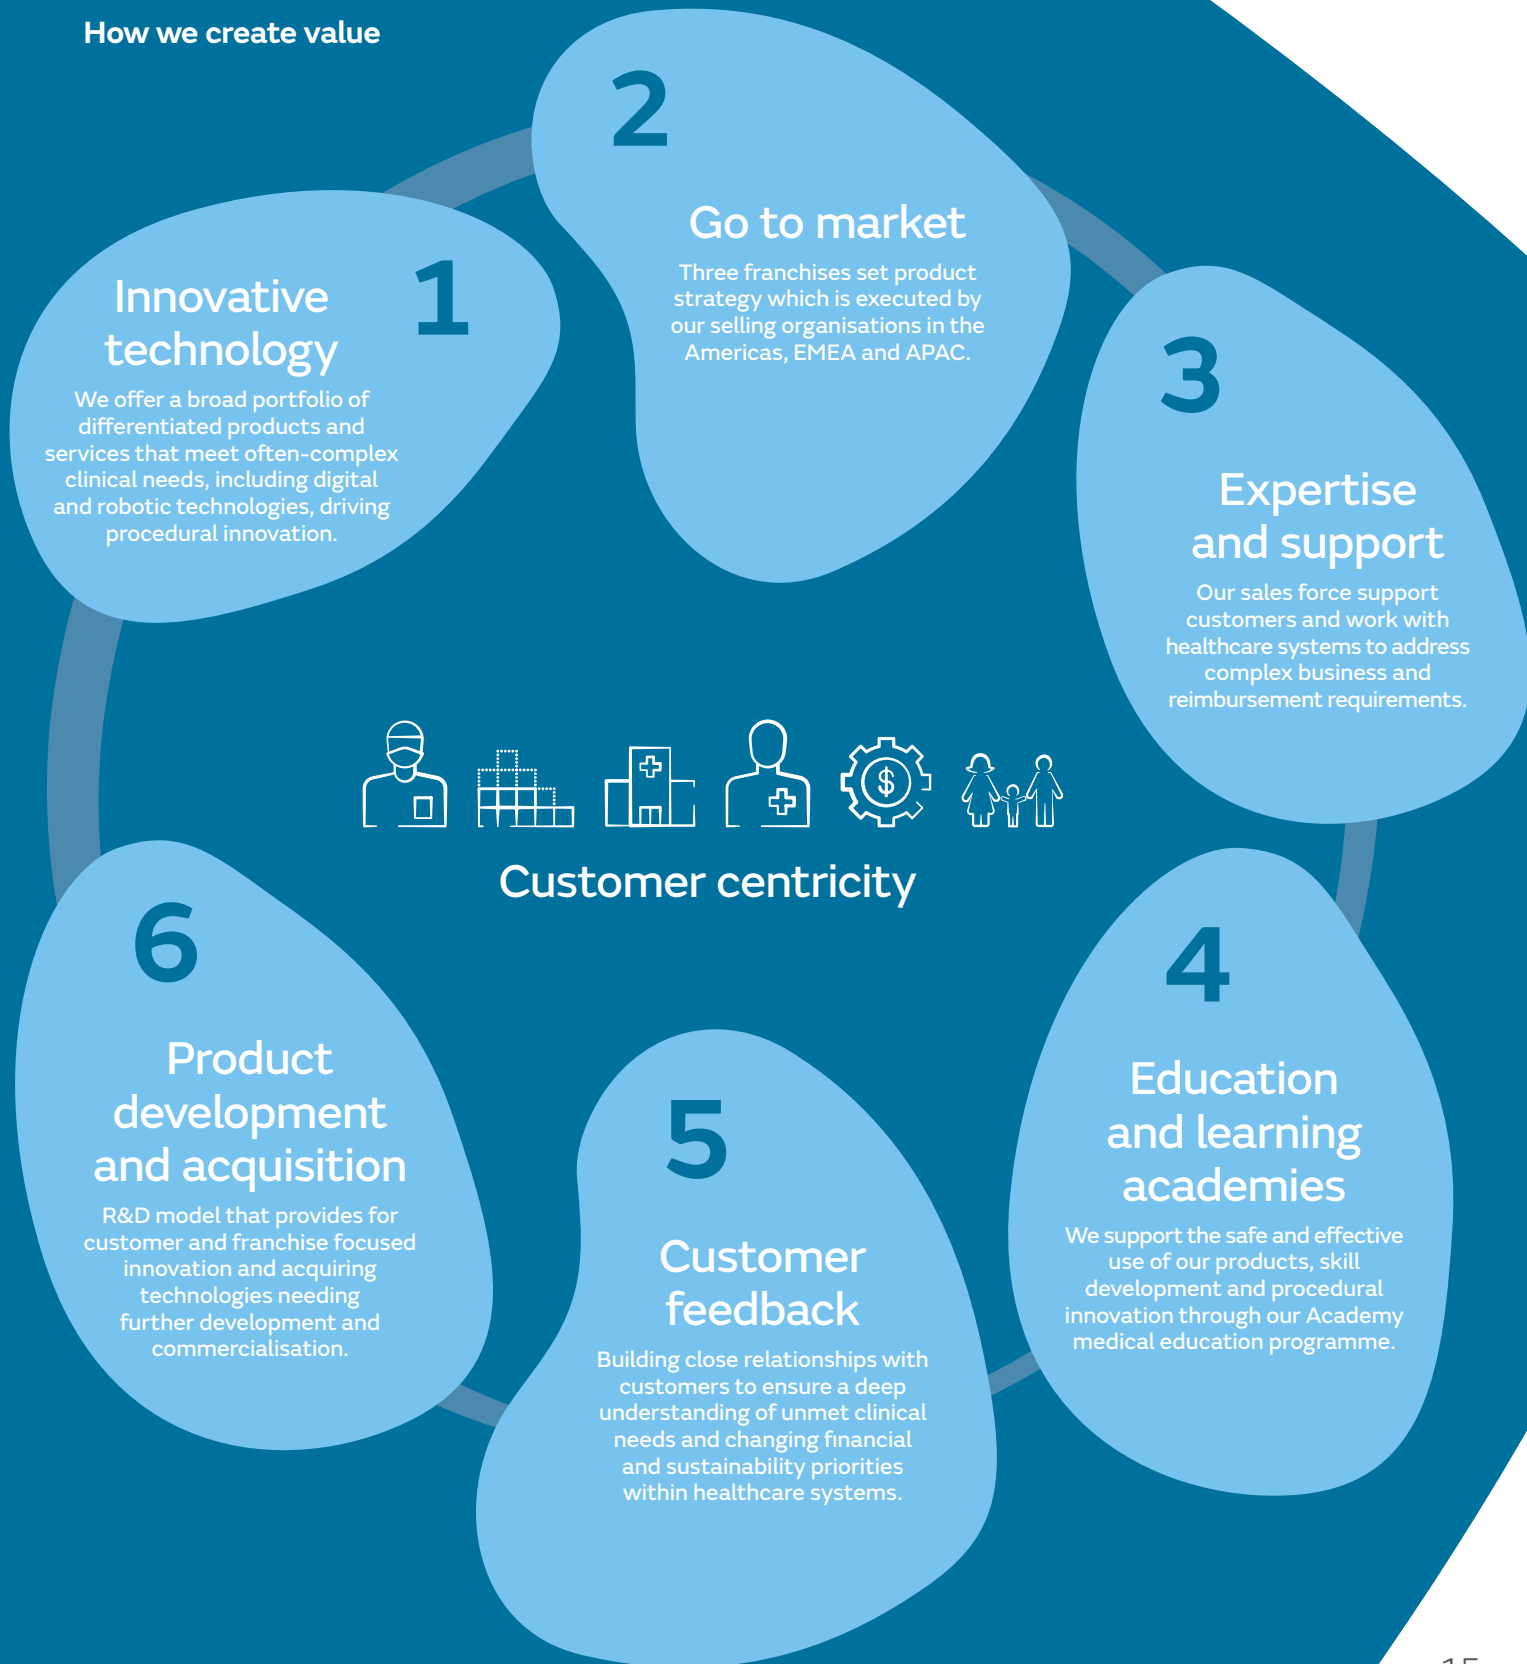 How we create value
1
Innovative
technology
We offer a broad portfolio of
differentiated products and
services that meet often-complex
clinical needs, including digital
and robotic technologies, driving
procedural innovation.
2
Go to market
Three franchises set product
strategy which is executed by
our selling organisations in the
Americas, EMEA and APAC.
3
Expertise
and support
Our sales force support
customers and work with
healthcare systems to address
complex business and
reimbursement requirements.
$
Customer centricity
4
Education
and learning
academies
We support the safe and effective
use of our products, skill
development and procedural
innovation through our Academy
medical education programme.
5
Customer
feedback
Building close relationships with
customers to ensure a deep
understanding of unmet clinical
needs and changing financial
and sustainability priorities
within healthcare systems.
6
Product
development
and acquisition
R&D model that provides for
customer and franchise focused
innovation and acquiring
technologies needing
further development and
commercialisation.